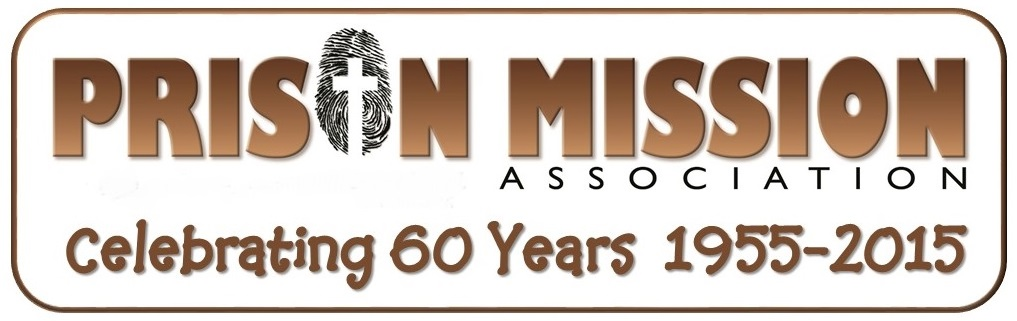 PRISON MISSION
ASSOCIATION
Celebrating 60 Years 1955-2015